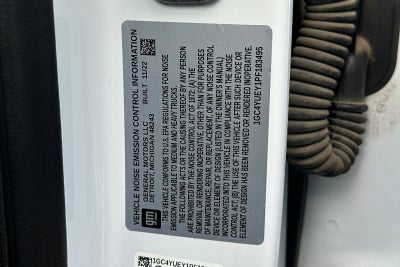 VEHICLE NOISE EMISSION CONTROL INFORMATION
GENERAL MOTORS LLC
DETROIT, MICHIGAN 48243 BUILT 11/22
gm
THIS VEHICLE CONFORMS TO U.S. EPA REGULATIONS FOR NOISE
EMISSION APPLICABLE TO MEDIUM AND HEAVY TRUCKS.
THE FOLLOWING ACTS OR THE CAUSING THEREOF BY ANY PERSON
ARE PROHIBITED BY THE NOISE CONTROL ACT OF 1972: (A) THE
REMOVAL OR RENDERING INOPERATIVE, OTHER THAN FOR PURPOSES
OF MAINTENANCE, REPAIR, OR REPLACEMENT, OF ANY NOISE CONTROL
DEVICE OR ELEMENT OF DESIGN (LISTED IN THE OWNER'S MANUAL)
INCORPORATED INTO THIS VEHICLE IN COMPLIANCE WITH THE NOISE
CONTROL ACT; (B) THE USE OF THIS VEHICLE AFTER SUCH DEVICE OR
ELEMENT OF DESIGN HAS BEEN REMOVED OR RENDERED INOPERATIVE.
1GC4YUEY1PF183495